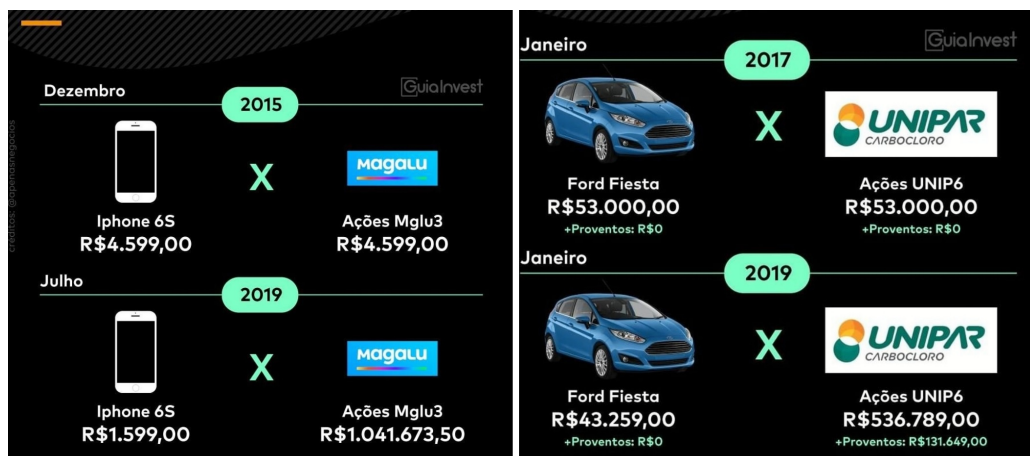 Dezembro
GuiaInvest
2015
créditos: @apenasnegocios
X
Magalu
Iphone 6S
R$4.599,00
Ações Mglu3
R$4.599,00
Julho
2019
X
Magalu
Iphone 6S
R$1.599,00
Ações Mglu3
R$1.041.673,50
Janeiro
GuiaInvest
2017
X
UNIPAR
CARBOCLORO
Ford Fiesta
R$53.000,00
+Proventos: R$0
Ações UNIP6
R$53.000,00
+Proventos: R$0
Janeiro
2019
X
UNIPAR
CARBOCLORO
Ford Fiesta
R$43.259,00
+Proventos: R$0
Ações UNIP6
R$536.789,00
+Proventos: R$131.649,00